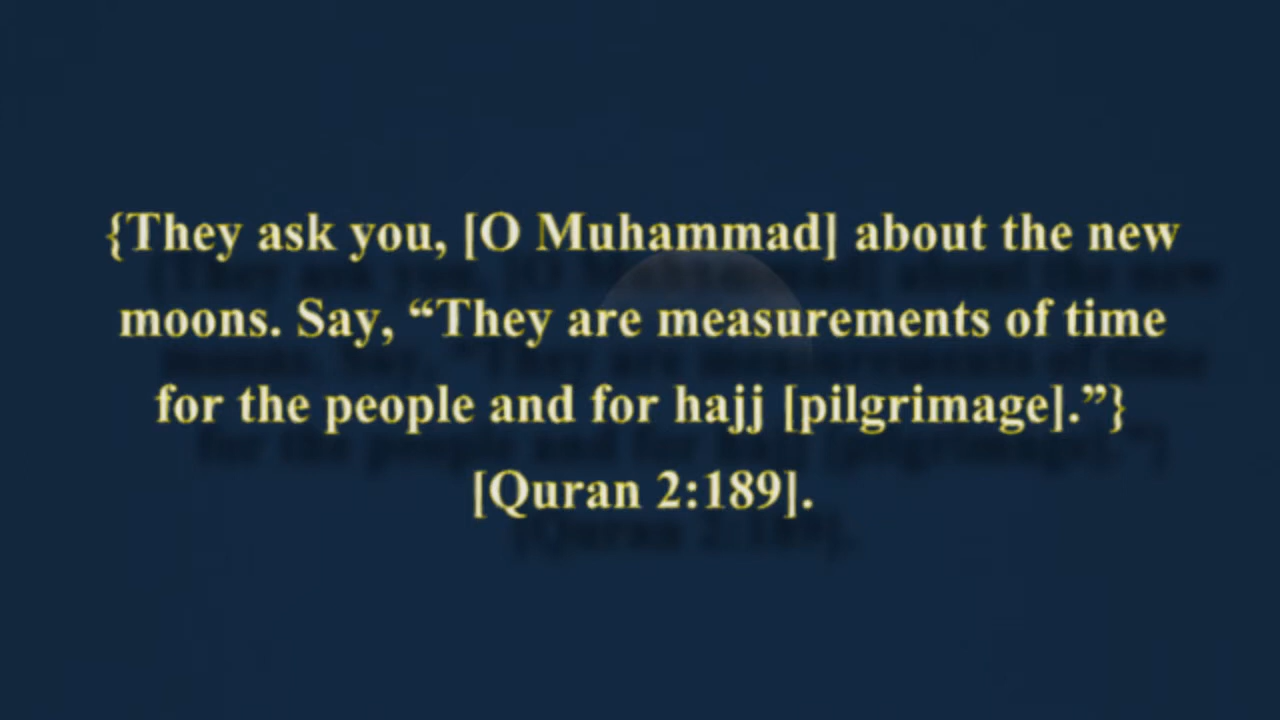 {They ask you, [O Muhammad] about the new
moons. Say, “They are measurements of time
for the people and for hajj [pilgrimage].”}
[Quran 2:189].